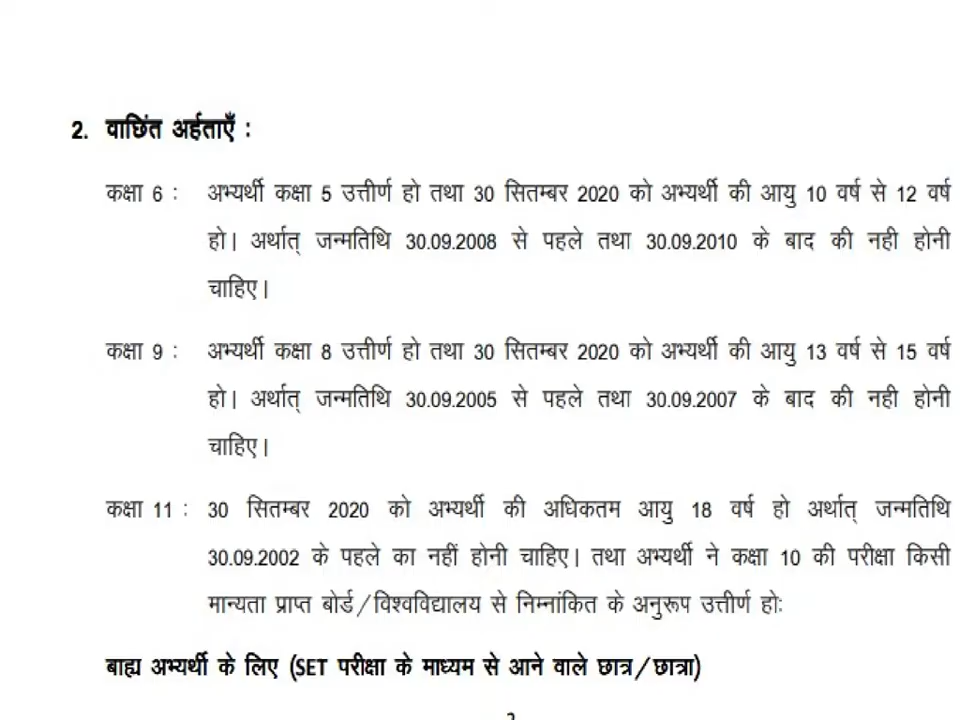 2. वाछिंत अर्हताएँ :
कक्षा 6 : अभ्यर्थी कक्षा 5 उत्तीर्ण हो तथा 30 सितम्बर 2020 को अभ्यर्थी की आयु 10 वर्ष से 12 वर्ष
हो। अर्थात् जन्मतिथि 30.09.2008 से पहले तथा 30.09.2010 के बाद की नही होनी
चाहिए।
कक्षा 9 : अभ्यर्थी कक्षा 8 उत्तीर्ण हो तथा 30 सितम्बर 2020 को अभ्यर्थी की आयु 13 वर्ष से 15 वर्ष
हो। अर्थात् जन्मतिथि 30.09.2005 से पहले तथा 30.09.2007 के बाद की नही होनी
चाहिए।
कक्षा 11 : 30 सितम्बर 2020 को अभ्यर्थी की अधिकतम आयु 18 वर्ष हो अर्थात् जन्मतिथि
30.09.2002 के पहले का नहीं होनी चाहिए। तथा अभ्यर्थी ने कक्षा 10 की परीक्षा किसी
मान्यता प्राप्त बोर्ड/विश्वविद्यालय से निम्नांकित के अनुरूप उत्तीर्ण होः
बाह्य अभ्यर्थी के लिए (SET परीक्षा के माध्यम से आने वाले छात्र/छात्रा)